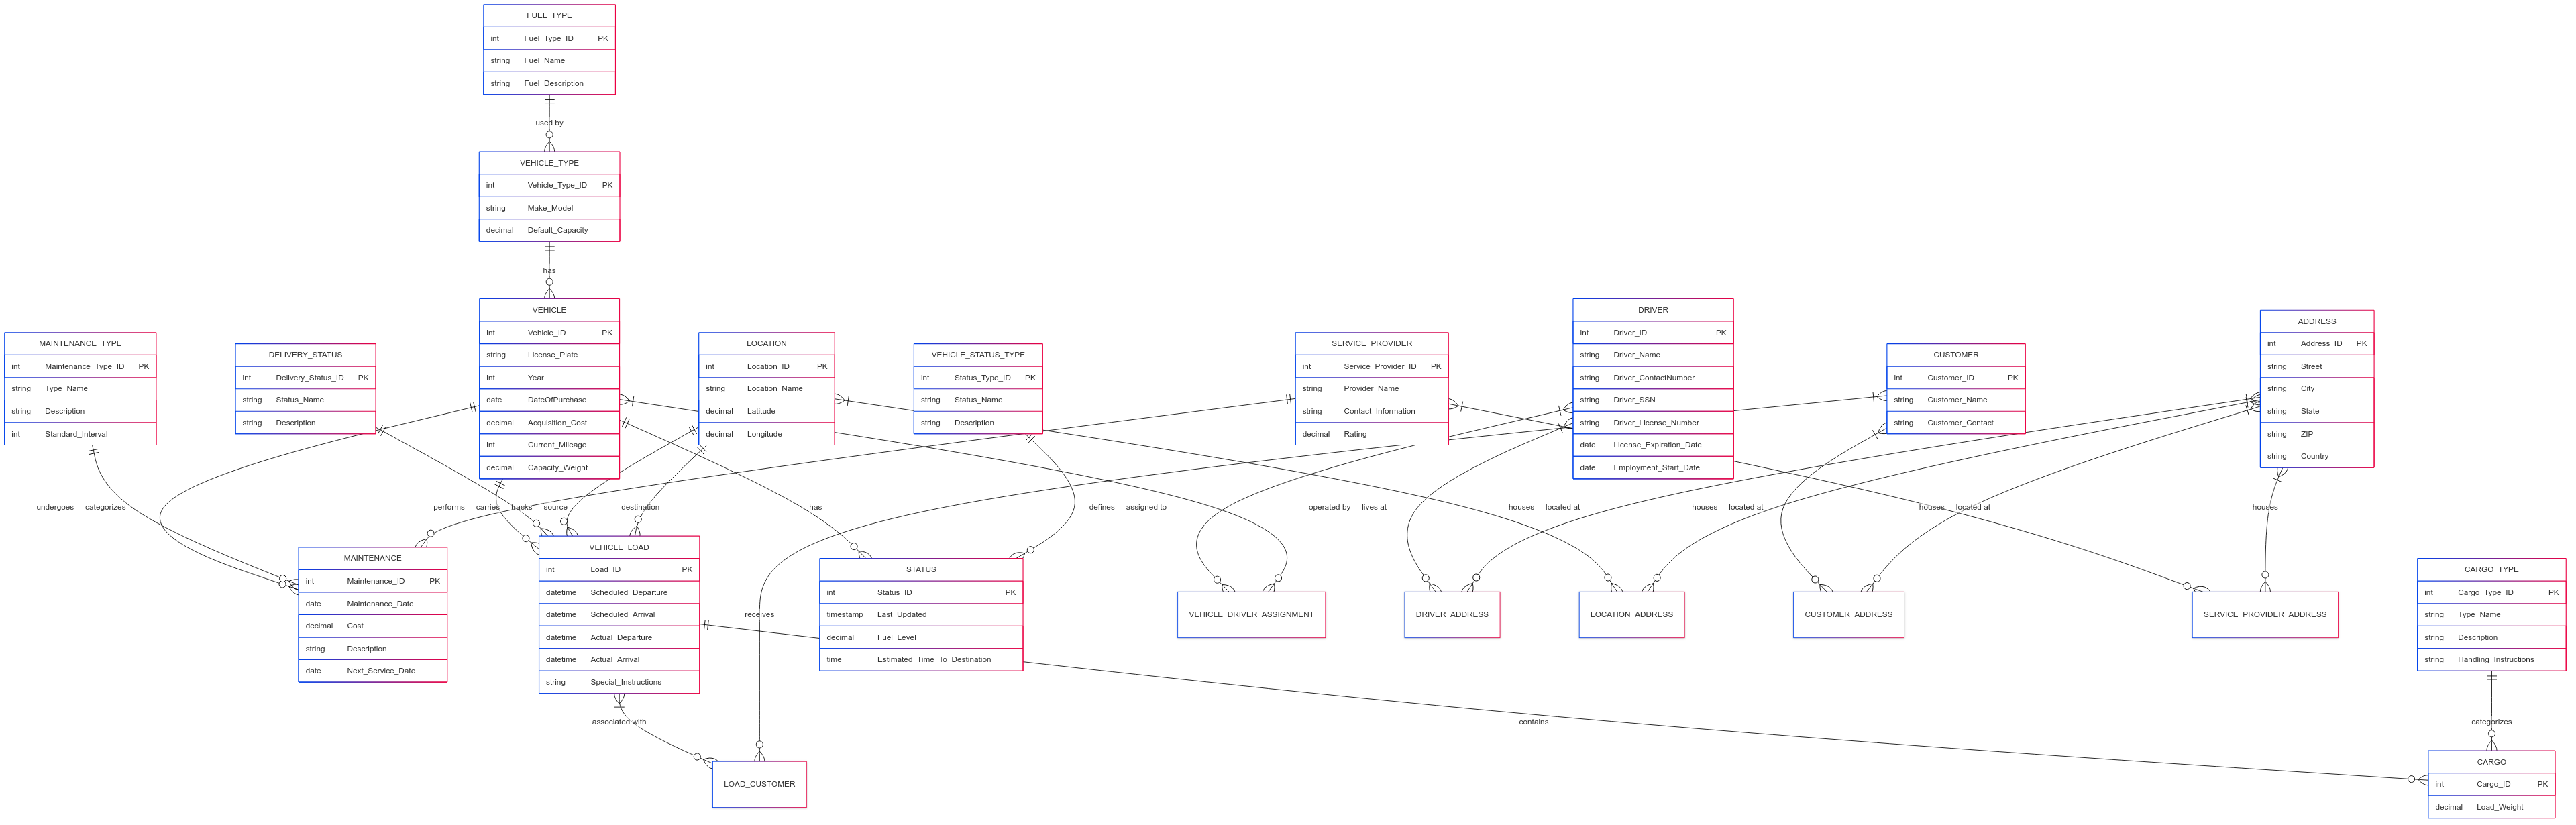 FUEL_TYPE
int Fuel_Type_ID PK
string Fuel_Name
string Fuel_Description
used by
VEHICLE_TYPE
int Vehicle_Type_ID PK
string Make_Model
decimal Default_Capacity
has
VEHICLE
int Vehicle_ID PK
string License_Plate
int Year
date DateOfPurchase
decimal Acquisition_Cost
int Current_Mileage
decimal Capacity_Weight
MAINTENANCE_TYPE
int Maintenance_Type_ID PK
string Type_Name
string Description
int Standard_Interval
DELIVERY_STATUS
int Delivery_Status_ID PK
string Status_Name
string Description
LOCATION
int Location_ID PK
string Location_Name
decimal Latitude
decimal Longitude
VEHICLE_STATUS_TYPE
int Status_Type_ID PK
string Status_Name
string Description
SERVICE_PROVIDER
int Service_Provider_ID PK
string Provider_Name
string Contact_Information
decimal Rating
DRIVER
int Driver_ID PK
string Driver_Name
string Driver_ContactNumber
string Driver_SSN
string Driver_License_Number
date License_Expiration_Date
date Employment_Start_Date
CUSTOMER
int Customer_ID PK
string Customer_Name
string Customer_Contact
ADDRESS
int Address_ID PK
string Street
string City
string State
string ZIP
string Country
undergoes categorizes performs carries tracks source destination has defines assigned to operated by lives at houses located at houses located at houses located at houses
MAINTENANCE
int Maintenance_ID PK
date Maintenance_Date
decimal Cost
string Description
date Next_Service_Date
VEHICLE_LOAD
int Load_ID PK
datetime Scheduled_Departure
datetime Scheduled_Arrival
datetime Actual_Departure
datetime Actual_Arrival
string Special_Instructions
receives
STATUS
int Status_ID PK
timestamp Last_Updated
decimal Fuel_Level
time Estimated_Time_To_Destination
VEHICLE_DRIVER_ASSIGNMENT
DRIVER_ADDRESS
LOCATION_ADDRESS
CUSTOMER_ADDRESS
SERVICE_PROVIDER_ADDRESS
CARGO_TYPE
int Cargo_Type_ID PK
string Type_Name
string Description
string Handling_Instructions
associated with
contains
categorizes
LOAD_CUSTOMER
CARGO
int Cargo_ID PK
decimal Load_Weight